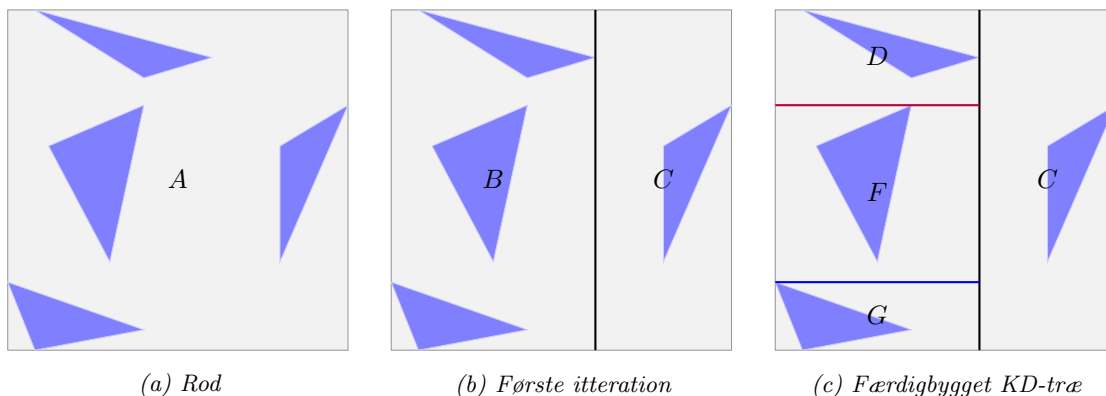 A
B
C
D
F
C
G
(a) Rod
(b) Første itteration
(c) Færdigbygget KD-træ